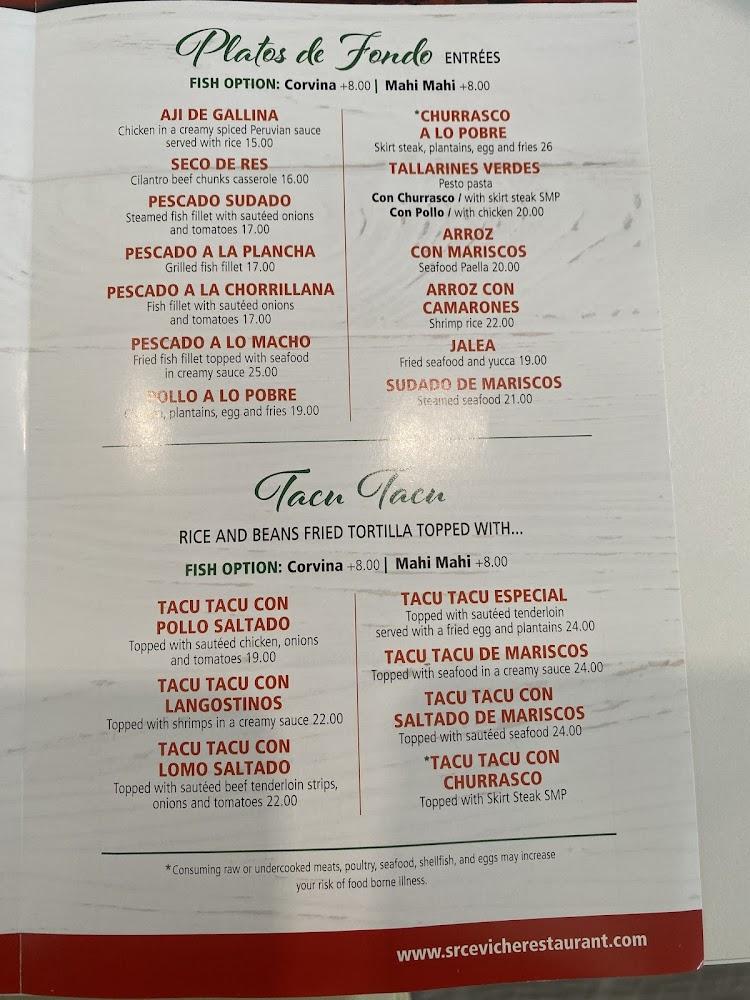 Platos de Fondo ENTRÉES
FISH OPTION: Corvina +8.00 | Mahi Mahi +8.00
AJI DE GALLINA
Chicken in a creamy spiced Peruvian sauce
served with rice 15.00
SECO DE RES
Cilantro beef chunks casserole 16.00
PESCADO SUDADO
Steamed fish fillet with sautéed onions
and tomatoes 17.00
PESCADO A LA PLANCHA
Grilled fish fillet 17.00
PESCADO A LA CHORRILLANA
Fish fillet with sautéed onions
and tomatoes 17.00
PESCADO A LO MACHO
Fried fish fillet topped with seafood
in creamy sauce 25.00
POLLO A LO POBRE
Chicken, plantains, egg and fries 19.00
*CHURRASCO
A LO POBRE
Skirt steak, plantains, egg and fries 26
TALLARINES VERDES
Pesto pasta
Con Churrasco / with skirt steak SMP
Con Pollo / with chicken 20.00
ARROZ
CON MARISCOS
Seafood Paella 20.00
ARROZ CON
CAMARONES
Shrimp rice 22.00
JALEA
Fried seafood and yucca 19.00
SUDADO DE MARISCOS
Steamed seafood 21.00
Tacu Tacu
RICE AND BEANS FRIED TORTILLA TOPPED WITH...
FISH OPTION: Corvina +8.00 | Mahi Mahi +8.00
TACU TACU CON
POLLO SALTADO
Topped with sautéed chicken, onions
and tomatoes 19.00
TACU TACU CON
LANGOSTINOS
Topped with shrimps in a creamy sauce 22.00
TACU TACU CON
LOMO SALTADO
Topped with sautéed beef tenderloin strips,
onions and tomatoes 22.00
TACU TACU ESPECIAL
Topped with sautéed tenderloin
served with a fried egg and plantains 24.00
TACU TACU DE MARISCOS
Topped with seafood in a creamy sauce 24.00
TACU TACU CON
SALTADO DE MARISCOS
Topped with sautéed seafood 24.00
*TACU TACU CON
CHURRASCO
Topped with Skirt Steak SMP
*Consuming raw or undercooked meats, poultry, seafood, shellfish, and eggs may increase
your risk of food borne illness.
www.srcevicherestaurant.com